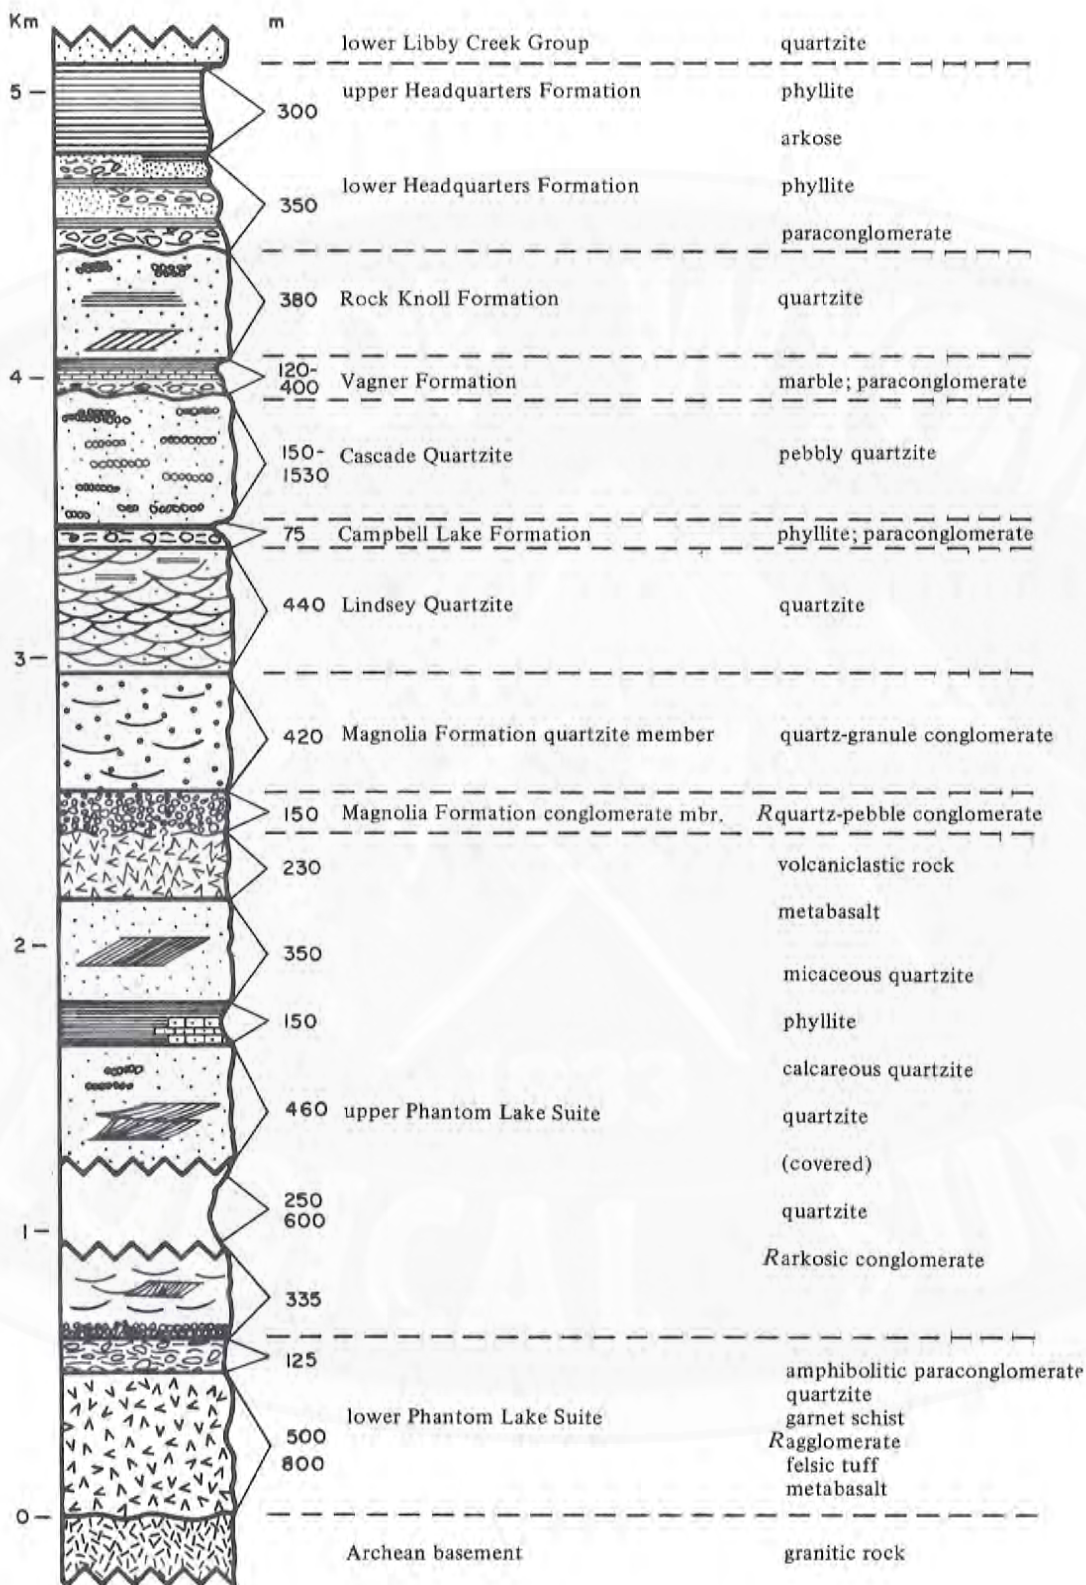 Km m
lower Libby Creek Group quartzite
5 upper Headquarters Formation phyllite
300
arkose
lower Headquarters Formation phyllite
350
paraconglomerate
380 Rock Knoll Formation quartzite
4 120-
400 Vagner Formation marble; paraconglomerate
150-
1530 Cascade Quartzite pebbly quartzite
75 Campbell Lake Formation phyllite; paraconglomerate
440 Lindsey Quartzite quartzite
3
420 Magnolia Formation quartzite member quartz-granule conglomerate
150 Magnolia Formation conglomerate mbr. Rquartz-pebble conglomerate
230 volcaniclastic rock
metabasalt
2 350
micaceous quartzite
150 phyllite
calcareous quartzite
460 upper Phantom Lake Suite quartzite
(covered)
250
600 quartzite
1
Rarkosic conglomerate
335
125
amphibolitic paraconglomerate
quartzite
lower Phantom Lake Suite garnet schist
500 Ragglomerate
800 felsic tuff
metabasalt
0
Archean basement granitic rock